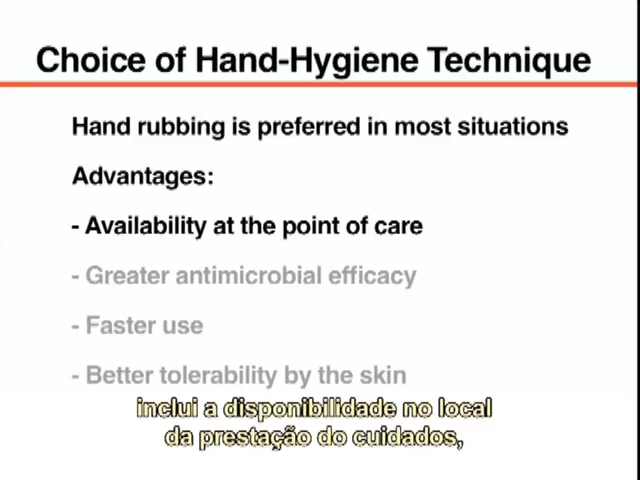 Choice of Hand-Hygiene Technique
Hand rubbing is preferred in most situations
Advantages:
- Availability at the point of care
- Greater antimicrobial efficacy
- Faster use
- Better tolerability by the skin
inclui a disponibilidade no local
da prestação do cuidados,